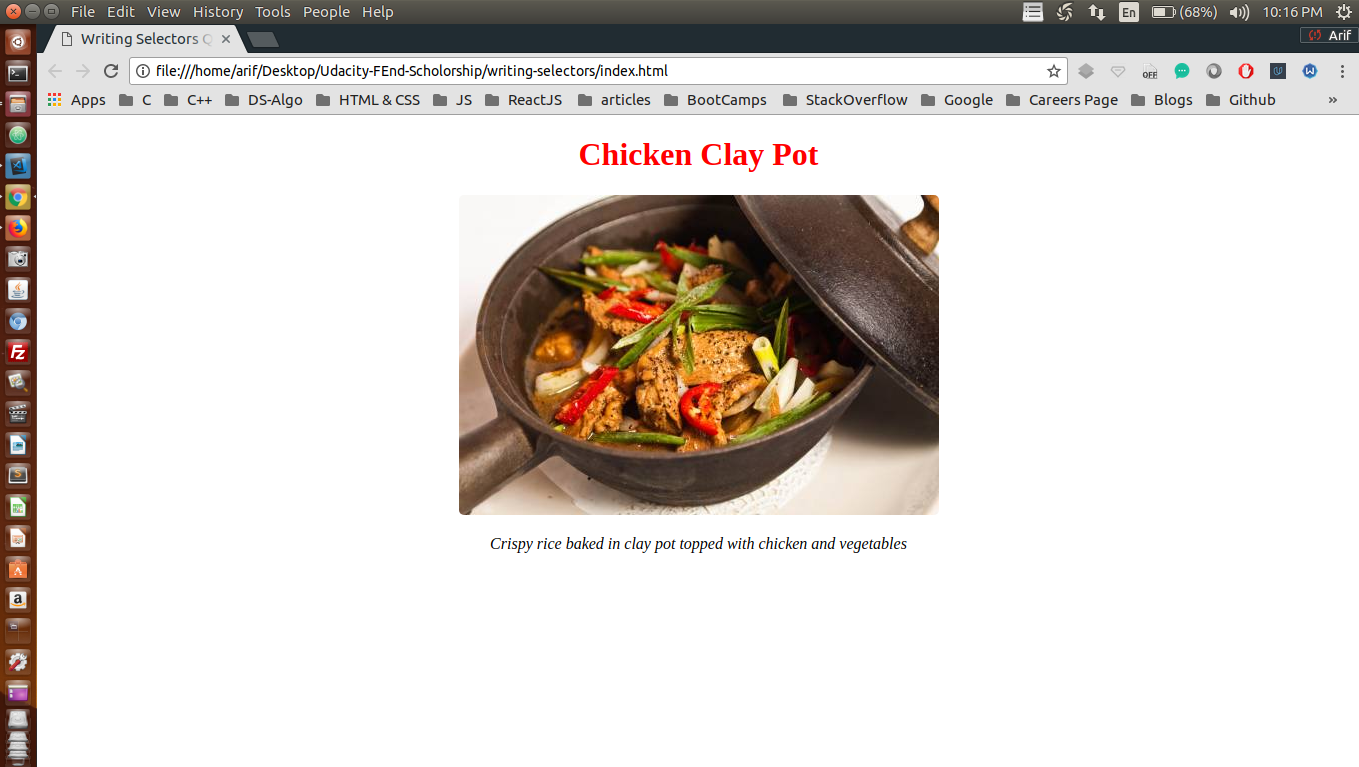 File Edit View History Tools People Help
En (68%) 10:16 PM
Writing Selectors Q
Arif
file:///home/arif/Desktop/Udacity-FEnd-Scholorship/writing-selectors/index.html
OFF
Apps C C++ DS-Algo HTML & CSS JS ReactJS articles BootCamps StackOverflow Google Careers Page Blogs Github »
Chicken Clay Pot
Crispy rice baked in clay pot topped with chicken and vegetables
Fz
S
A
a